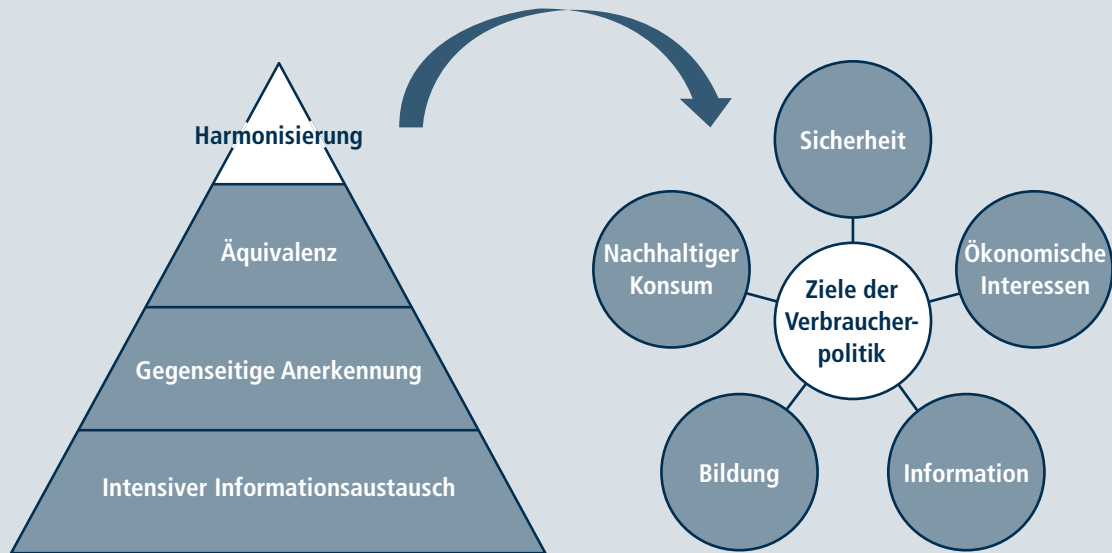 Harmonisierung
Äquivalenz
Gegenseitige Anerkennung
Intensiver Informationsaustausch
Sicherheit
Nachhaltiger
Konsum
Ökonomische
Interessen
Ziele der
Verbraucher-
politik
Bildung
Information